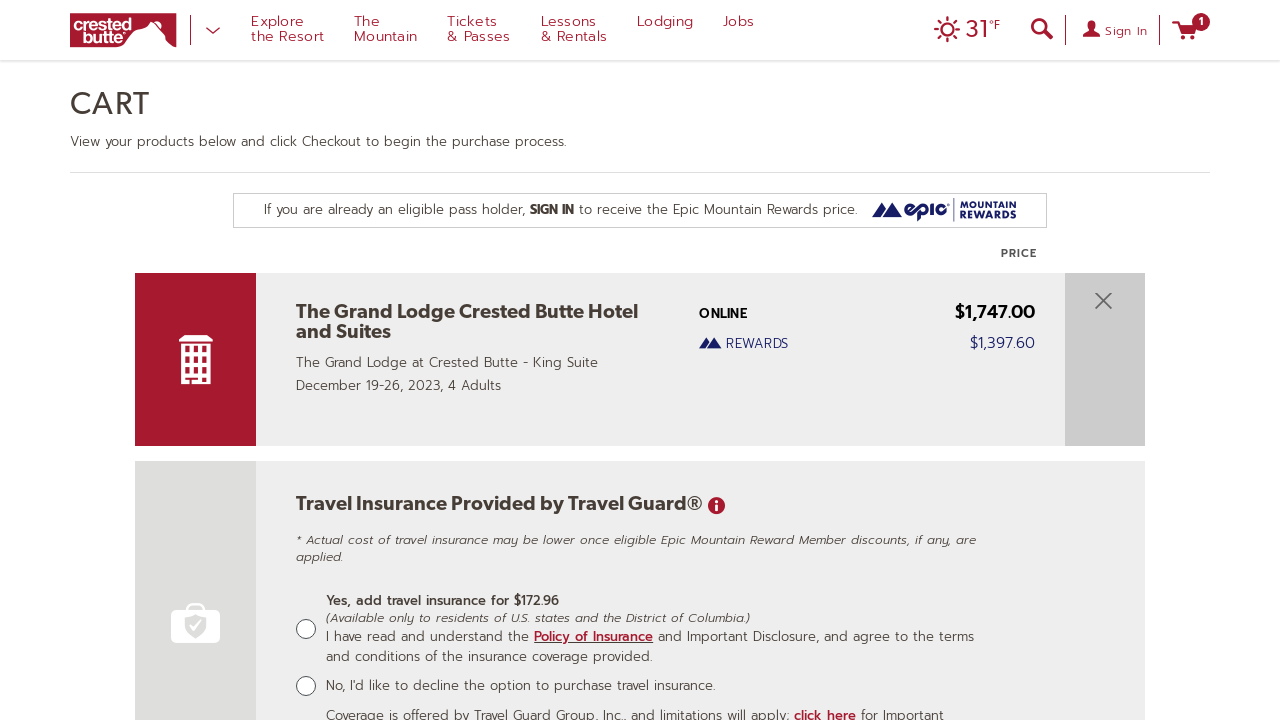 crested
butte
Explore
the Resort
The
Mountain
Tickets
& Passes
Lessons
& Rentals
Lodging
Jobs
31°F
Sign In
1
CART
View your products below and click Checkout to begin the purchase process.
If you are already an eligible pass holder, SIGN IN to receive the Epic Mountain Rewards price.
epic MOUNTAIN
REWARDS
PRICE
The Grand Lodge Crested Butte Hotel
and Suites
ONLINE $1,747.00
REWARDS $1,397.60
The Grand Lodge at Crested Butte - King Suite
December 19-26, 2023, 4 Adults
Travel Insurance Provided by Travel Guard®
* Actual cost of travel insurance may be lower once eligible Epic Mountain Reward Member discounts, if any, are
applied.
Yes, add travel insurance for $172.96
(Available only to residents of U.S. states and the District of Columbia.)
I have read and understand the Policy of Insurance and Important Disclosure, and agree to the terms
and conditions of the insurance coverage provided.
No, I'd like to decline the option to purchase travel insurance.
Coverage is offered by Travel Guard Group, Inc., and limitations will apply; click here for Important